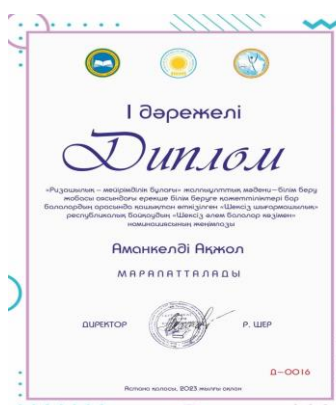 І дәрежелі
Диплом
«Ризашылық – мейірімділік бұлағы» жалпыұлттық мәдени-білім беру
жобасы аясындағы ерекше білім беруге қажеттіліктері бар
балалардың арасында қашықтан өткізілген «Шексіз шығармашылық»
республикалық байқаудың «Шексіз әлем балалар көзімен»
номинациясының жеңімпазы
Аманкелді Ақжол
МАРАПАТТАЛАДЫ
ДИРЕКТОР Р. ШЕР
Д-0016
Астана қаласы, 2023 жылғы